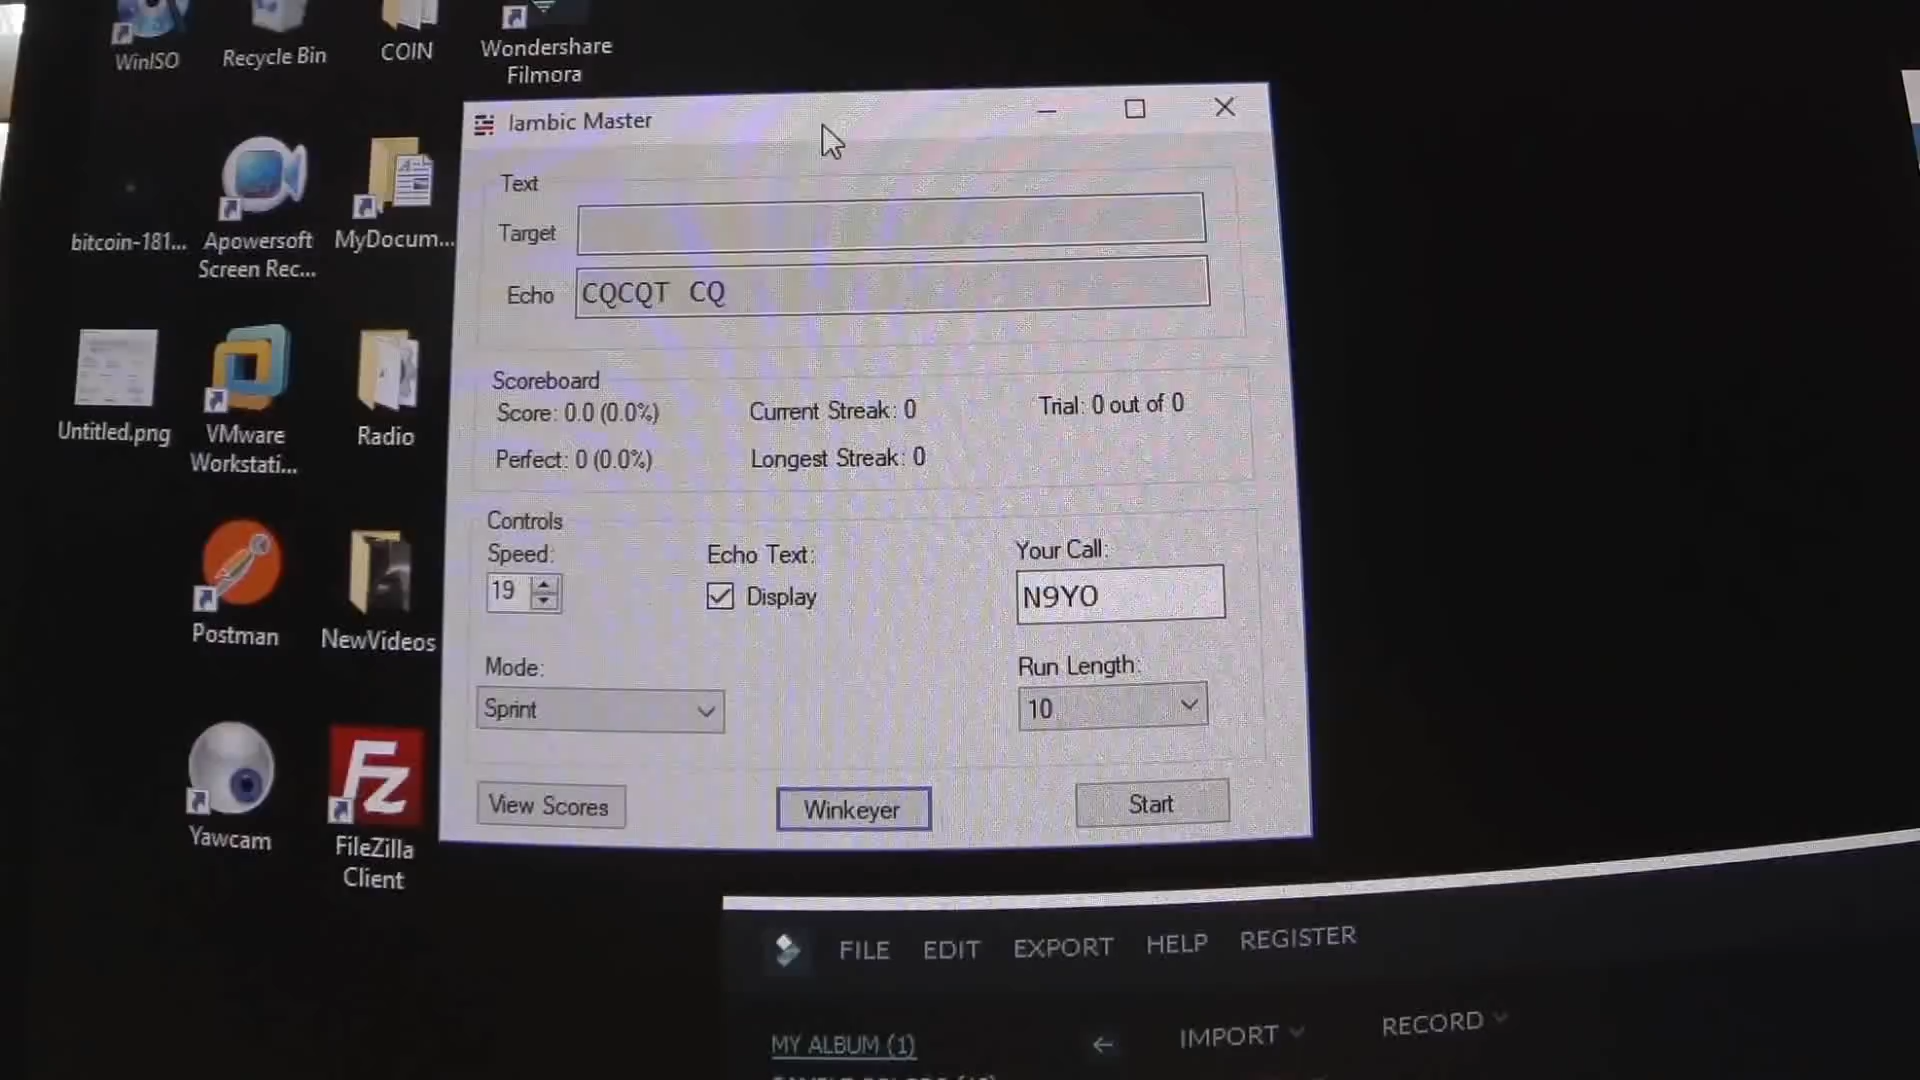 WinISO
Recycle Bin
COIN
Wondershare
Filmora
bitcoin-181...
Apowersoft
Screen Rec...
MyDocum...
Untitled.png
VMware
Workstati...
Radio
Postman
NewVideos
Yawcam
Fz
FileZilla
Client
Iambic Master
Text
Target
Echo CQCQT CQ
Scoreboard
Score: 0.0 (0.0%) Current Streak: 0 Trial: 0 out of 0
Perfect: 0 (0.0%) Longest Streak: 0
Controls
Speed: Echo Text: Your Call:
19 Display N9YO
Mode: Run Length:
Sprint 10
View Scores Winkeyer Start
FILE EDIT EXPORT HELP REGISTER
MY ALBUM (1) IMPORT RECORD